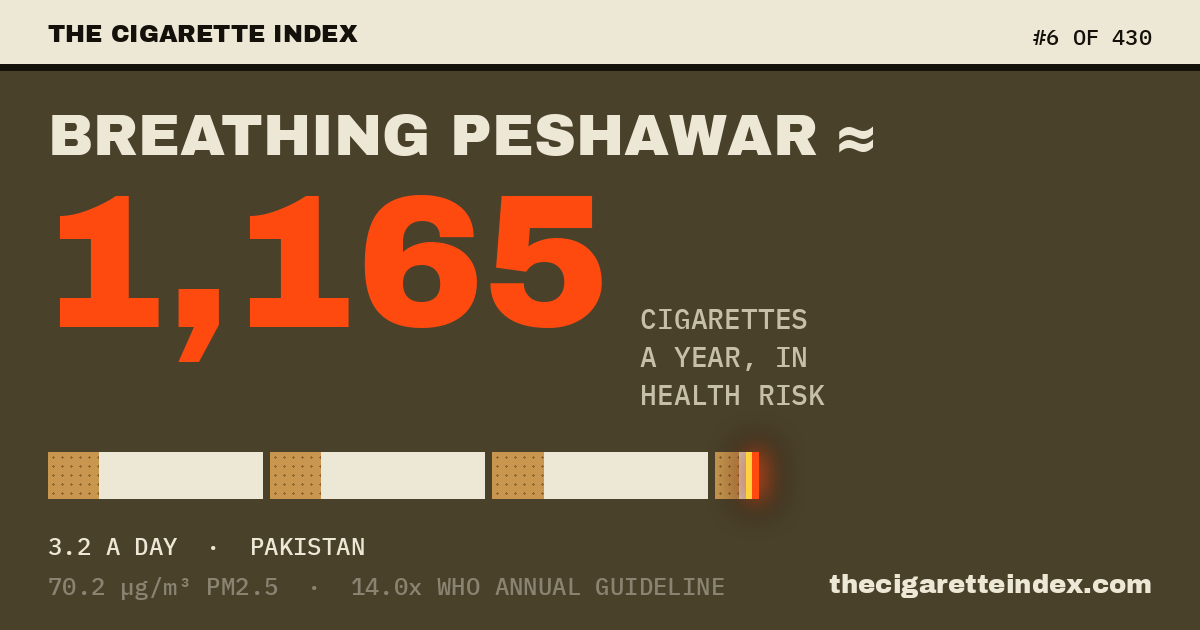 THE CIGARETTE INDEX
#6 OF 430
BREATHING PESHAWAR ≈
1,165
CIGARETTES
A YEAR, IN
HEALTH RISK
3.2 A DAY · PAKISTAN
70.2 µg/m³ PM2.5 · 14.0x WHO ANNUAL GUIDELINE
thecigaretteindex.com